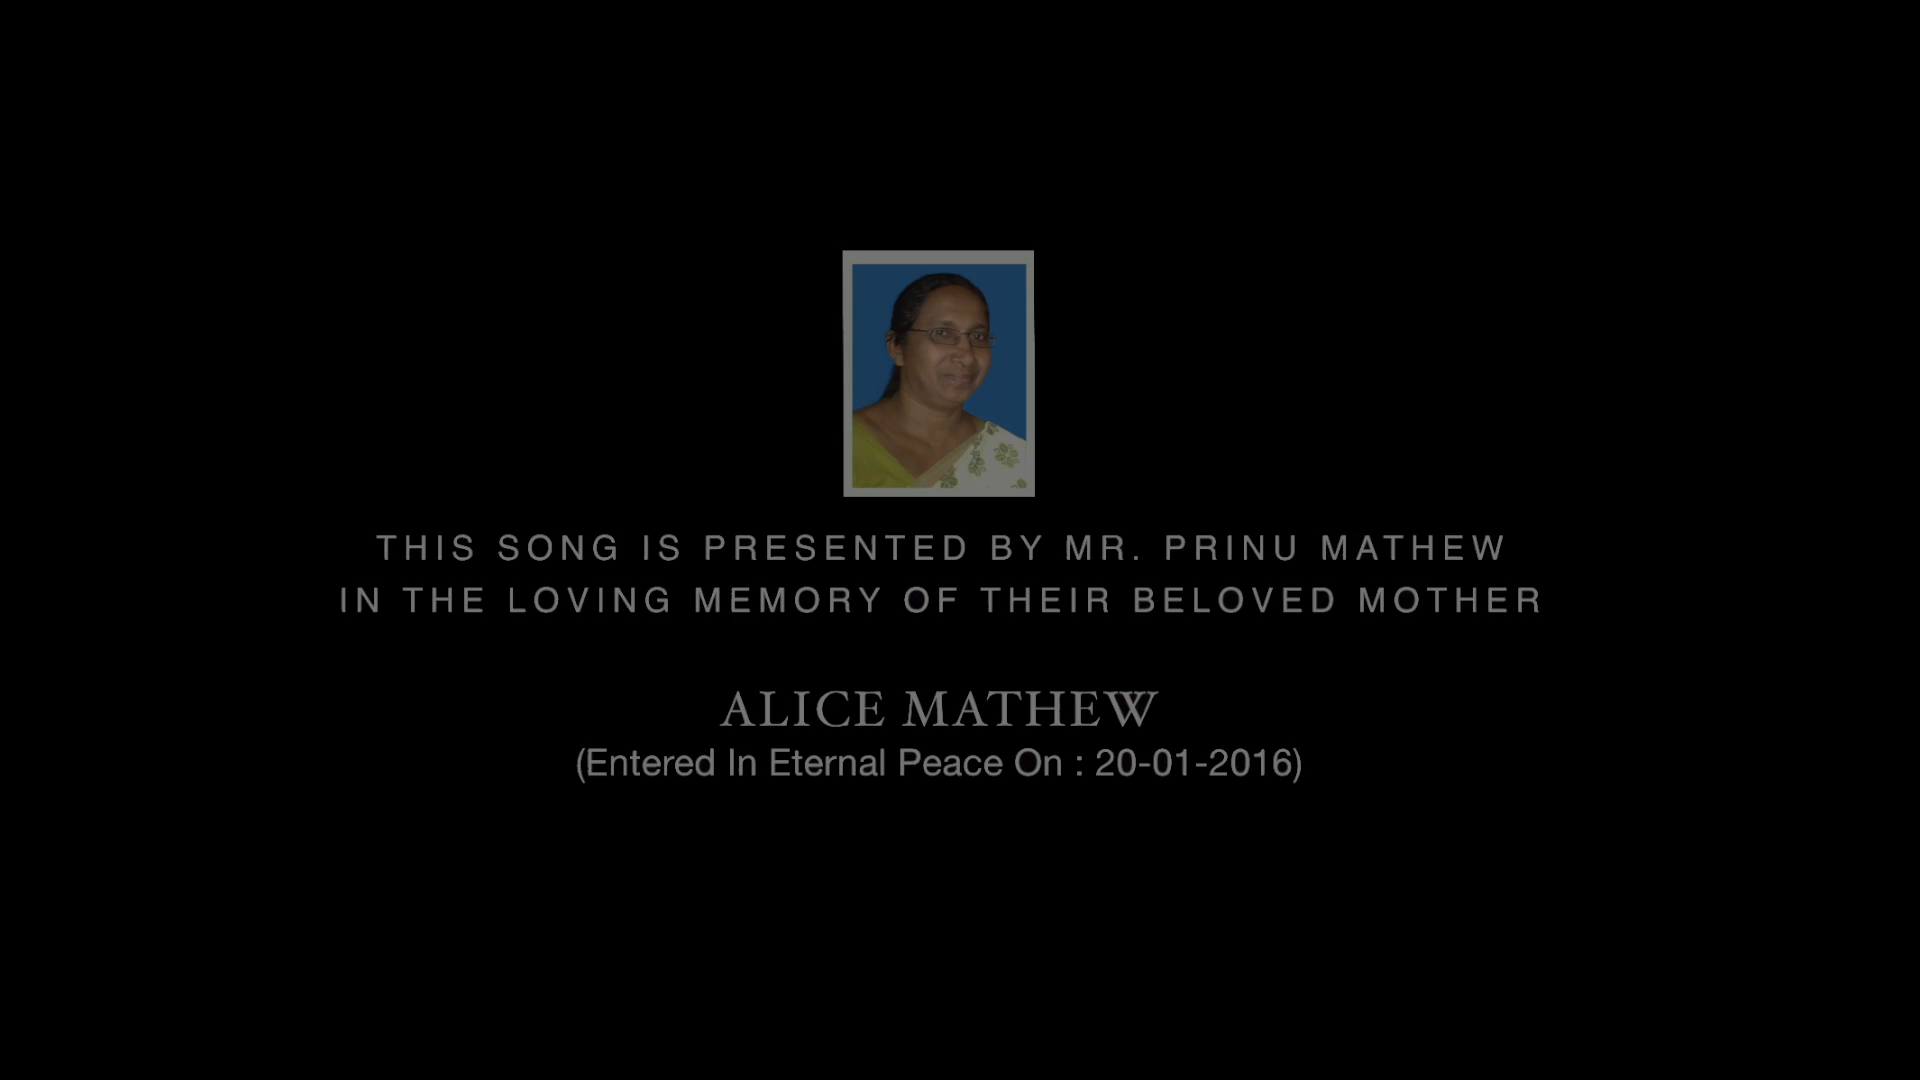 THIS SONG IS PRESENTED BY MR. PRINU MATHEW
IN THE LOVING MEMORY OF THEIR BELOVED MOTHER
ALICE MATHEW
(Entered In Eternal Peace On : 20-01-2016)